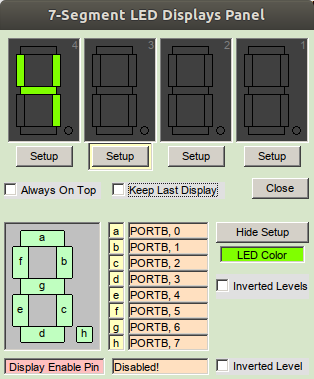 7-Segment LED Displays Panel
4 3 2 1
Setup Setup Setup Setup
Always On Top Keep Last Display Close
a PORTB, 0 Hide Setup
b PORTB, 1
c PORTB, 2 LED Color
d PORTB, 3
e PORTB, 4 Inverted Levels
f PORTB, 5
g PORTB, 6
h PORTB, 7
a
f b
g
e c
d h
Display Enable Pin Disabled! Inverted Level